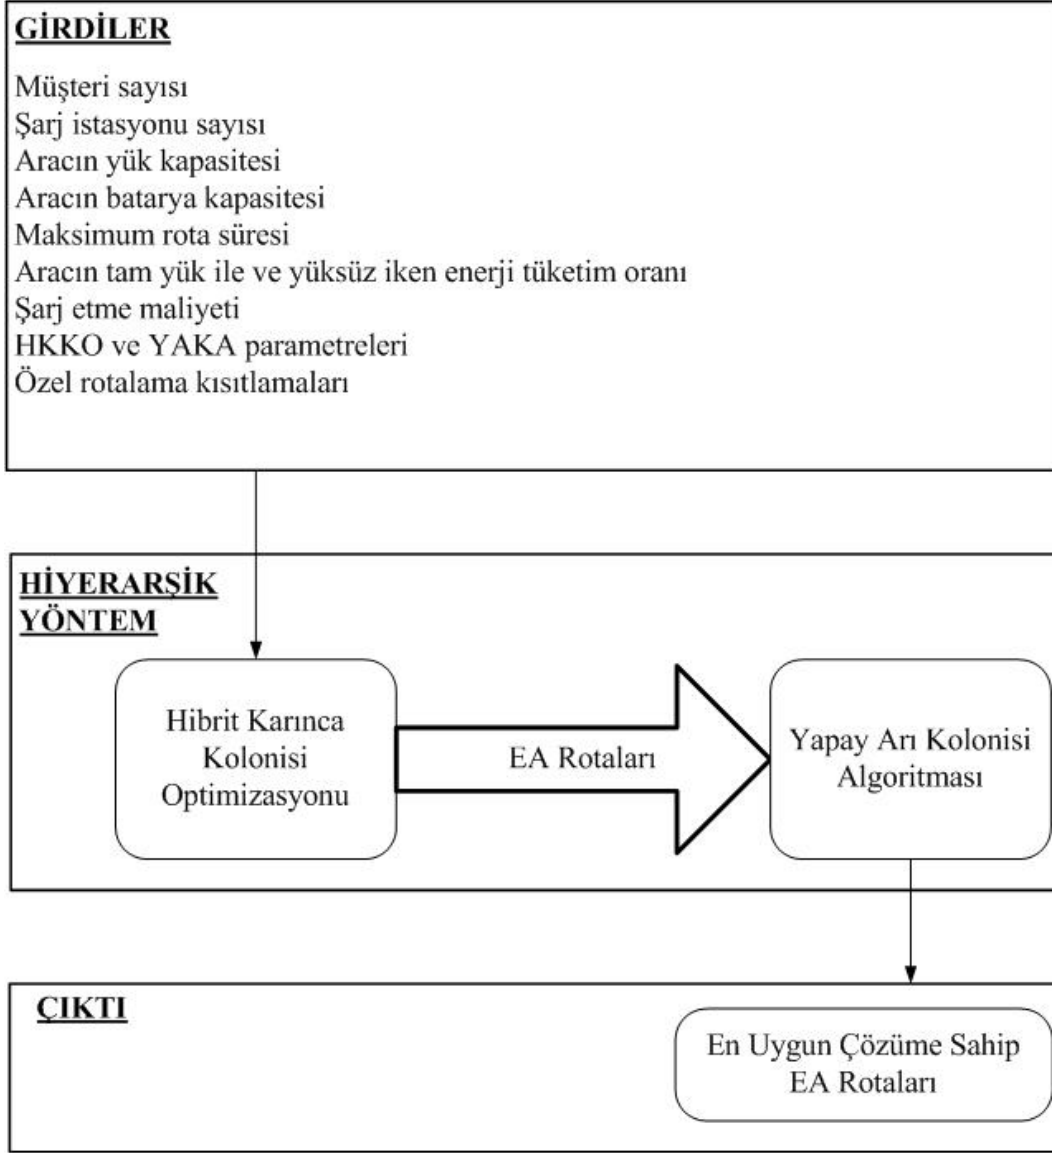 GİRDİLER
Müşteri sayısı
Şarj istasyonu sayısı
Aracın yük kapasitesi
Aracın batarya kapasitesi
Maksimum rota süresi
Aracın tam yük ile ve yüksüz iken enerji tüketim oranı
Şarj etme maliyeti
HKKO ve YAKA parametreleri
Özel rotalama kısıtlamaları
HİYERARŞİK
YÖNTEM
Hibrit Karınca
Kolonisi
Optimizasyonu
EA Rotaları
Yapay Arı Kolonisi
Algoritması
ÇIKTI
En Uygun Çözüme Sahip
EA Rotaları